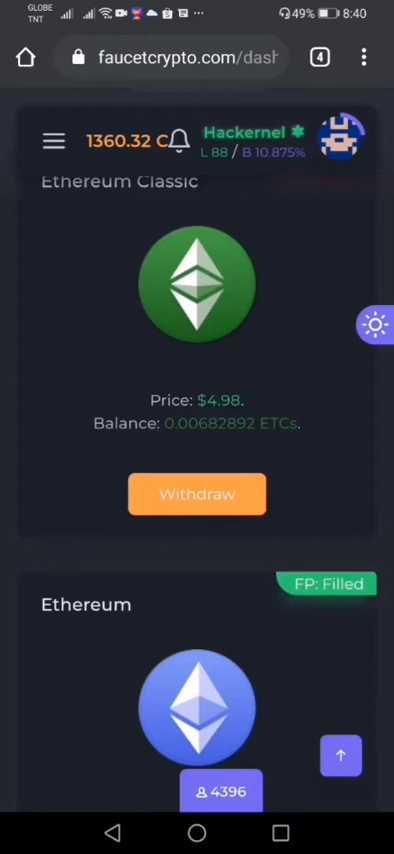 GLOBE
TNT
49% 8:40
faucetcrypto.com/dash
4
1360.32 C
Hackernel
L 88 / B 10.875%
Ethereum Classic
Price: $4.98.
Balance: 0.00682892 ETCs.
Withdraw
FP: Filled
Ethereum
4396